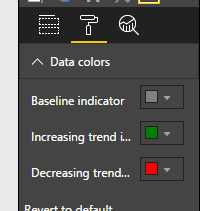 Data colors
Baseline indicator
Increasing trend i...
Decreasing trend...
Revert to default